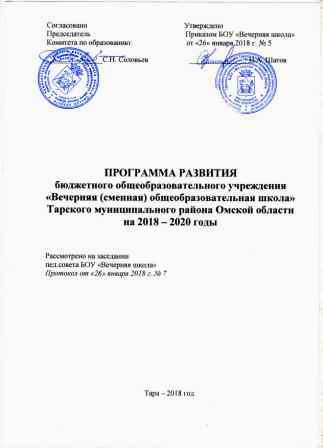 Согласовано
Председатель
Комитета по образованию
С.Н. Соловьев
Утверждено
Приказом БОУ «Вечерняя школа»
от «26» января 2018 г № 5
Шатов
ПРОГРАММА РАЗВИТИЯ
бюджетного общеобразовательного учреждения
«Вечерняя (сменная) общеобразовательная школа»
Тарского муниципального района Омской области
на 2018 – 2020 годы
Рассмотрено на заседании
пед.совета БОУ «Вечерняя школа»
Протокол от «26» января 2018 г. № 7
Тара – 2018 год